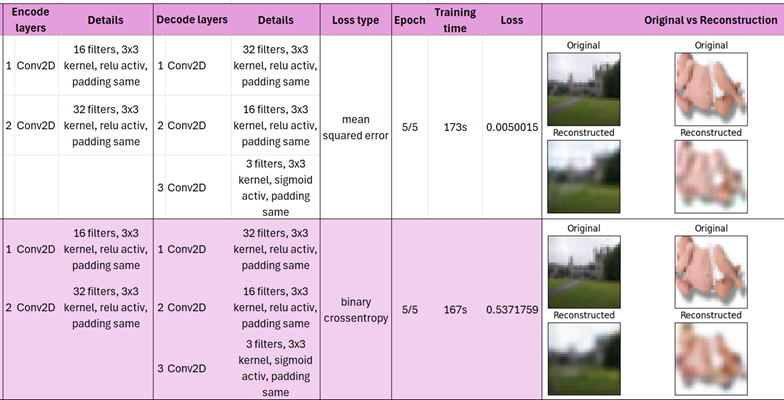 Encode layers Details Decode layers Details Loss type Epoch Training time Loss Original vs Reconstruction
1 Conv2D 16 filters, 3x3 kernel, relu activ, padding same 1 Conv2D 32 filters, 3x3 kernel, relu activ, padding same
2 Conv2D 32 filters, 3x3 kernel, relu activ, padding same 2 Conv2D 16 filters, 3x3 kernel, relu activ, padding same
3 Conv2D 3 filters, 3x3 kernel, sigmoid activ, padding same
mean squared error 5/5 173s 0.0050015
Original Original
Reconstructed Reconstructed
1 Conv2D 16 filters, 3x3 kernel, relu activ, padding same 1 Conv2D 32 filters, 3x3 kernel, relu activ, padding same
2 Conv2D 32 filters, 3x3 kernel, relu activ, padding same 2 Conv2D 16 filters, 3x3 kernel, relu activ, padding same
3 Conv2D 3 filters, 3x3 kernel, sigmoid activ, padding same
binary crossentropy 5/5 167s 0.5371759
Original Original
Reconstructed Reconstructed